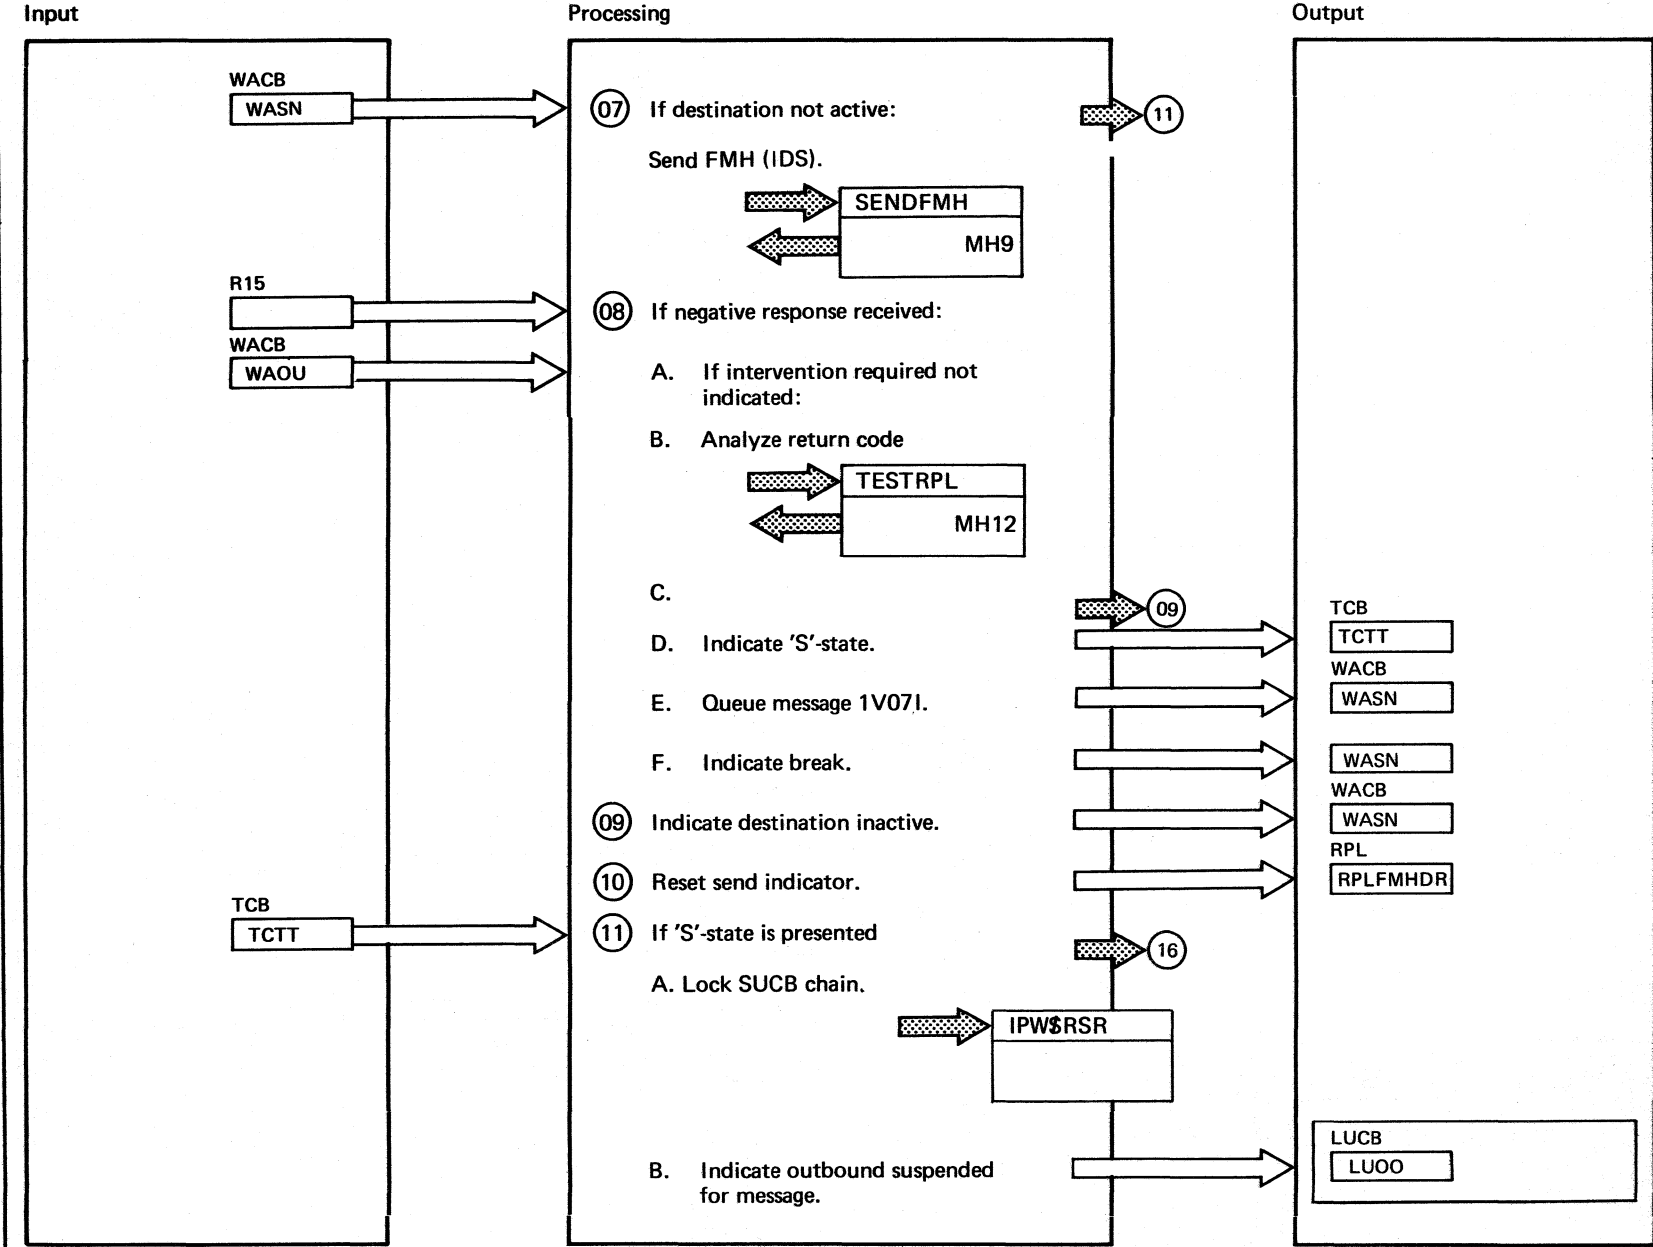 Input
Processing
Output
WACB
WASN
07 If destination not active:
11
Send FMH (IDS).
SENDFMH
MH9
R15
08 If negative response received:
WACB
WAOU
A. If intervention required not
indicated:
B. Analyze return code
TESTRPL
MH12
C.
09
TCB
TCTT
D. Indicate 'S'-state.
WACB
WASN
E. Queue message 1V07I.
F. Indicate break.
WASN
WACB
WASN
09 Indicate destination inactive.
RPL
RPLFMHDR
10 Reset send indicator.
TCB
TCTT
11 If 'S'-state is presented
16
A. Lock SUCB chain.
IPW$RSR
B. Indicate outbound suspended
for message.
LUCB
LUOO